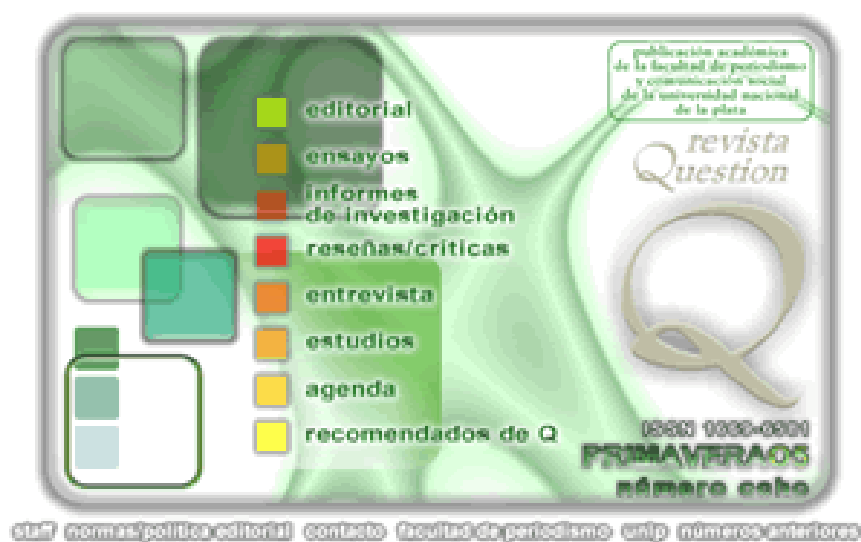 publicación académica
de la facultad de periodismo
y comunicación social
de la universidad nacional
de la plata
revista
Question
Q
editorial
ensayos
informes
de investigación
reseñas/críticas
entrevista
estudios
agenda
recomendados de Q
ISSN
PRIMAVERA05
número ocho
staff normas/política editorial contacto facultad de periodismo unlp números anteriores